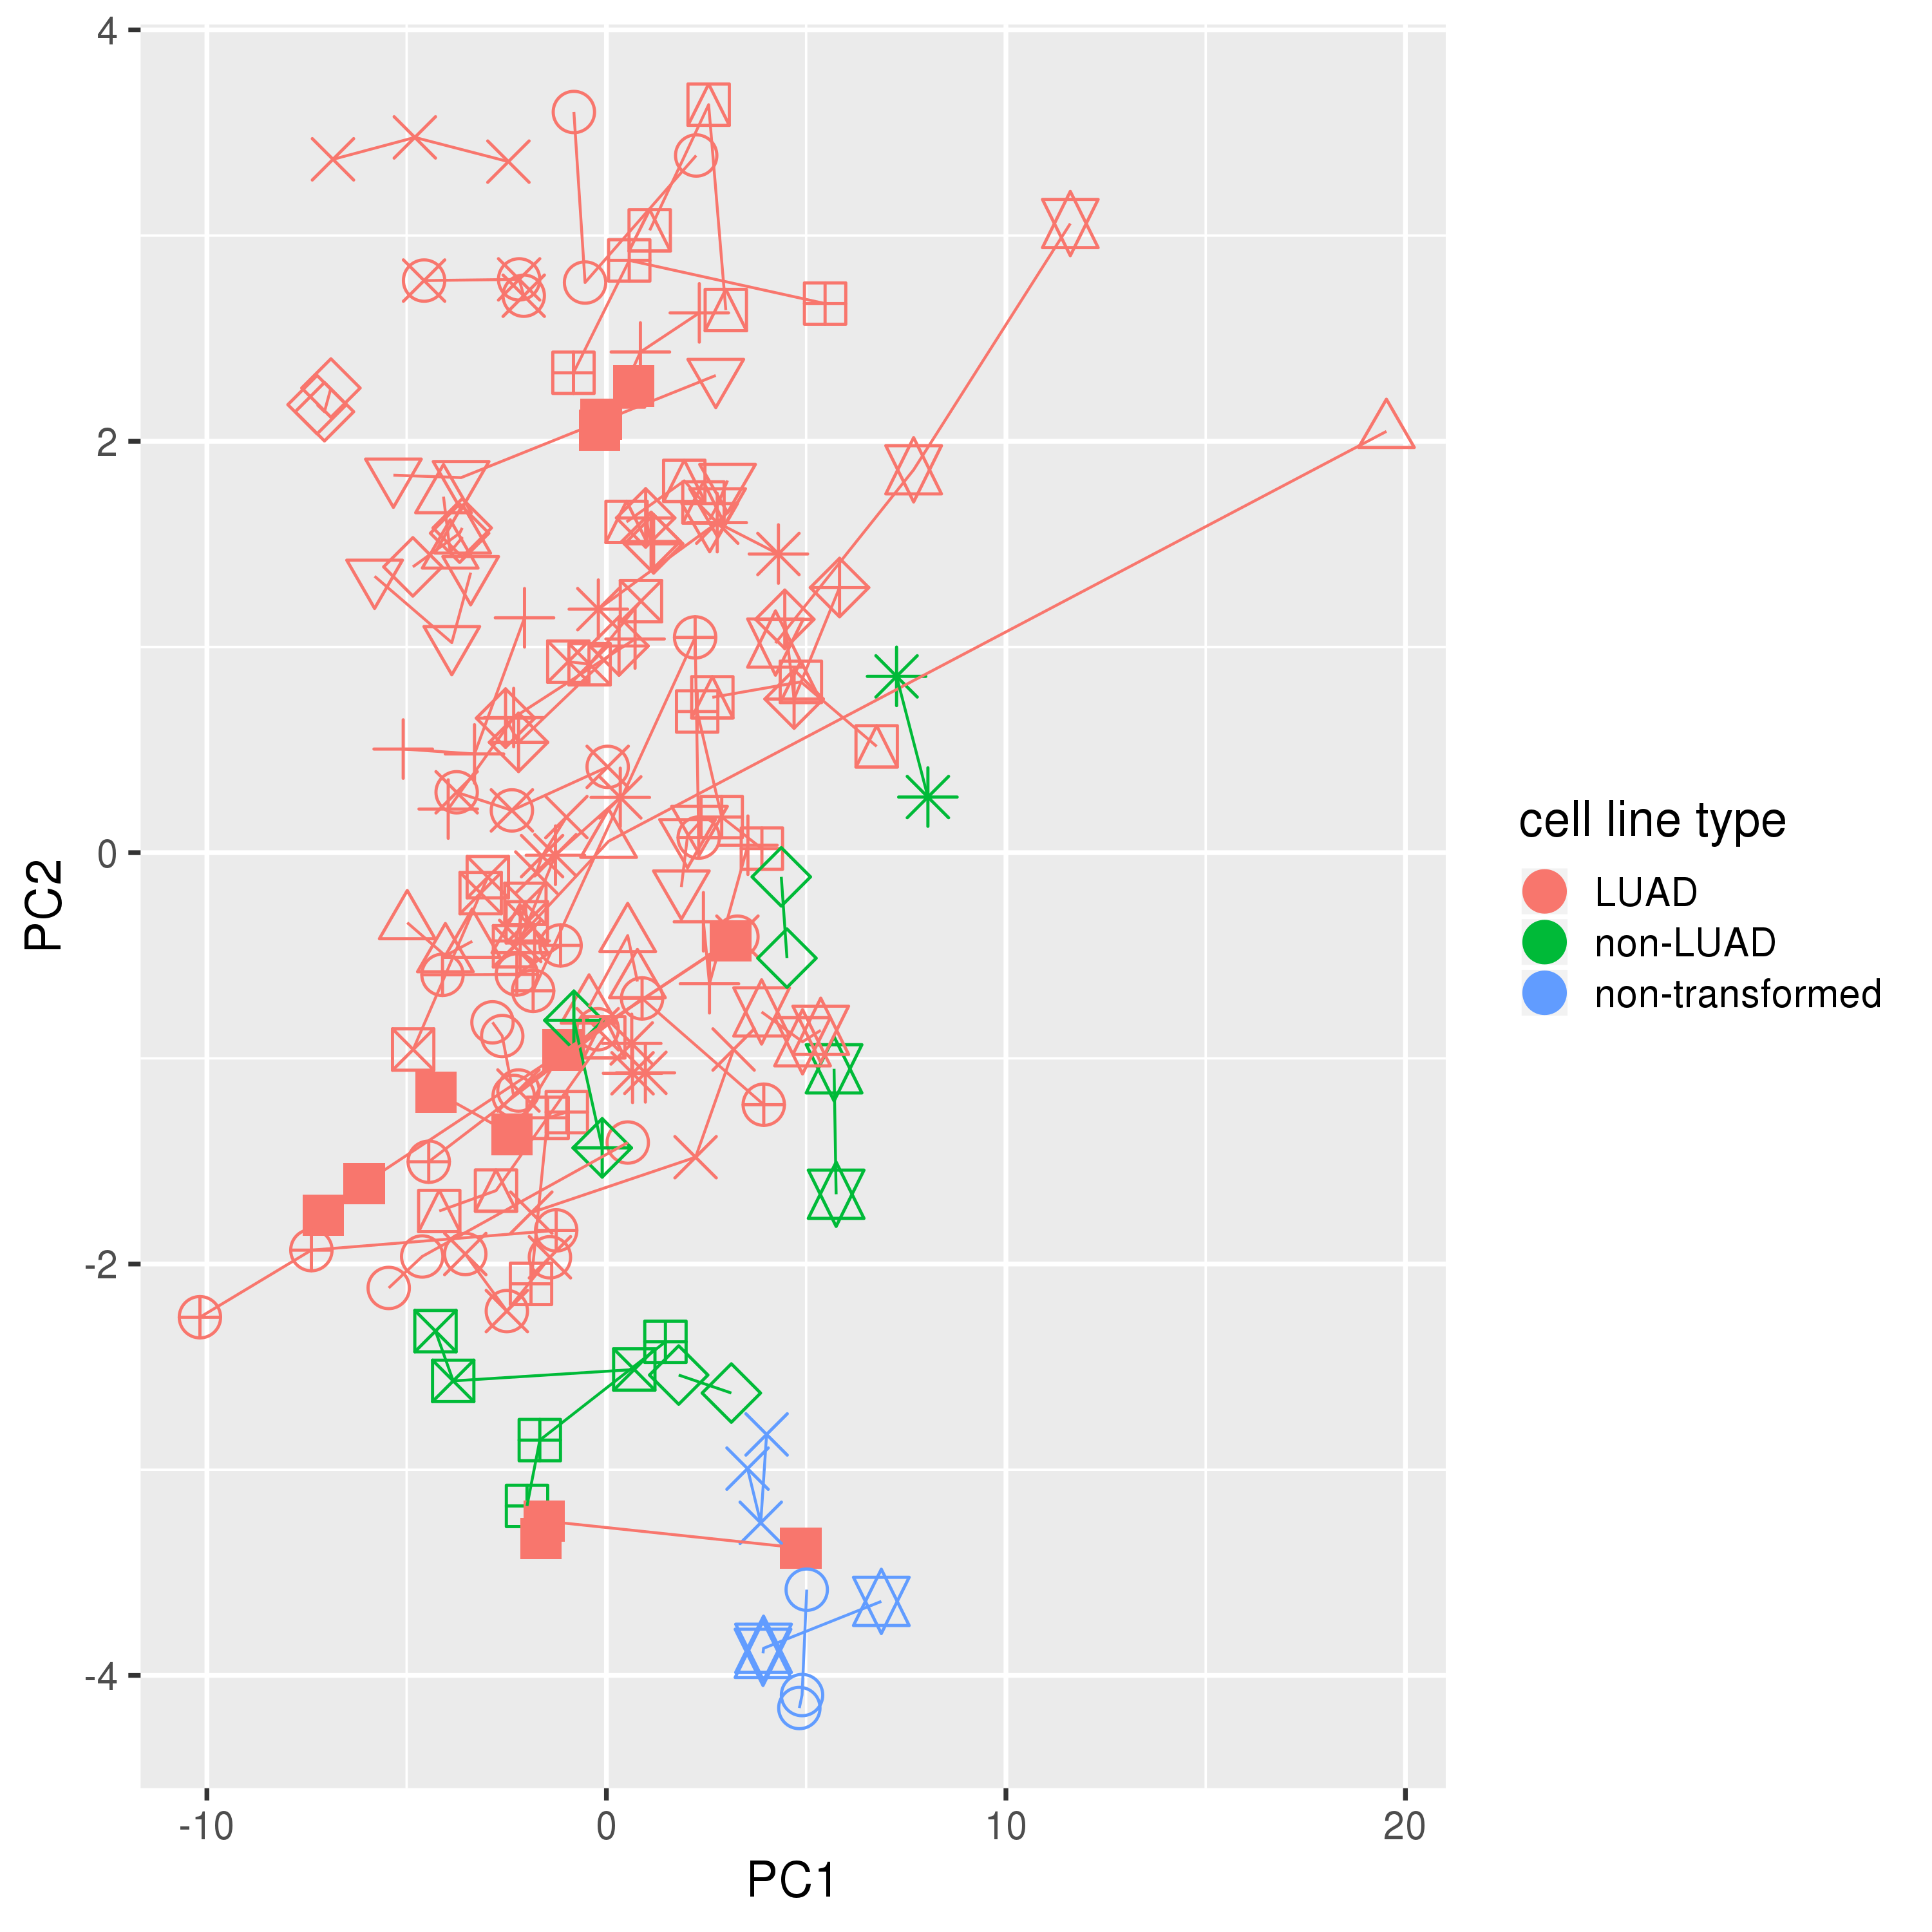 4
2
0
-2
-4
PC2
-10
0
10
20
PC1
cell line type
LUAD
non-LUAD
non-transformed